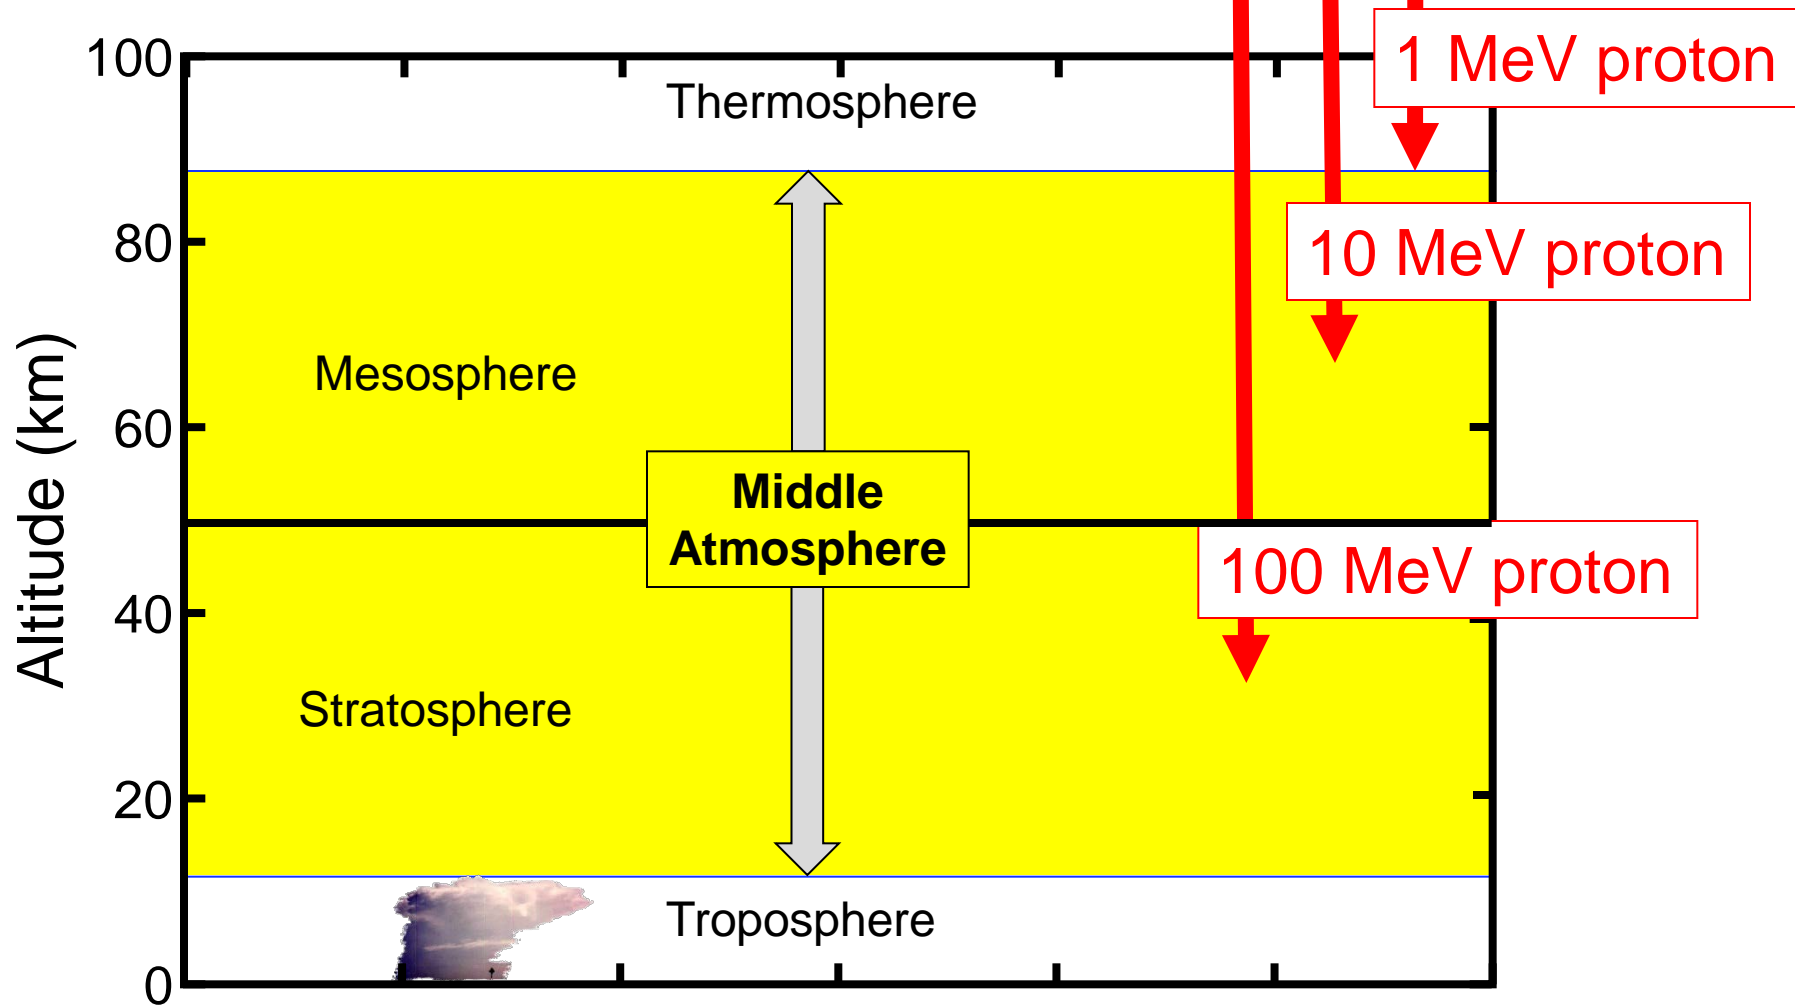 1 MeV proton
100
Thermosphere
80
10 MeV proton
Mesosphere
Altitude (km)
60
Middle
Atmosphere
100 MeV proton
40
Stratosphere
20
Troposphere
0